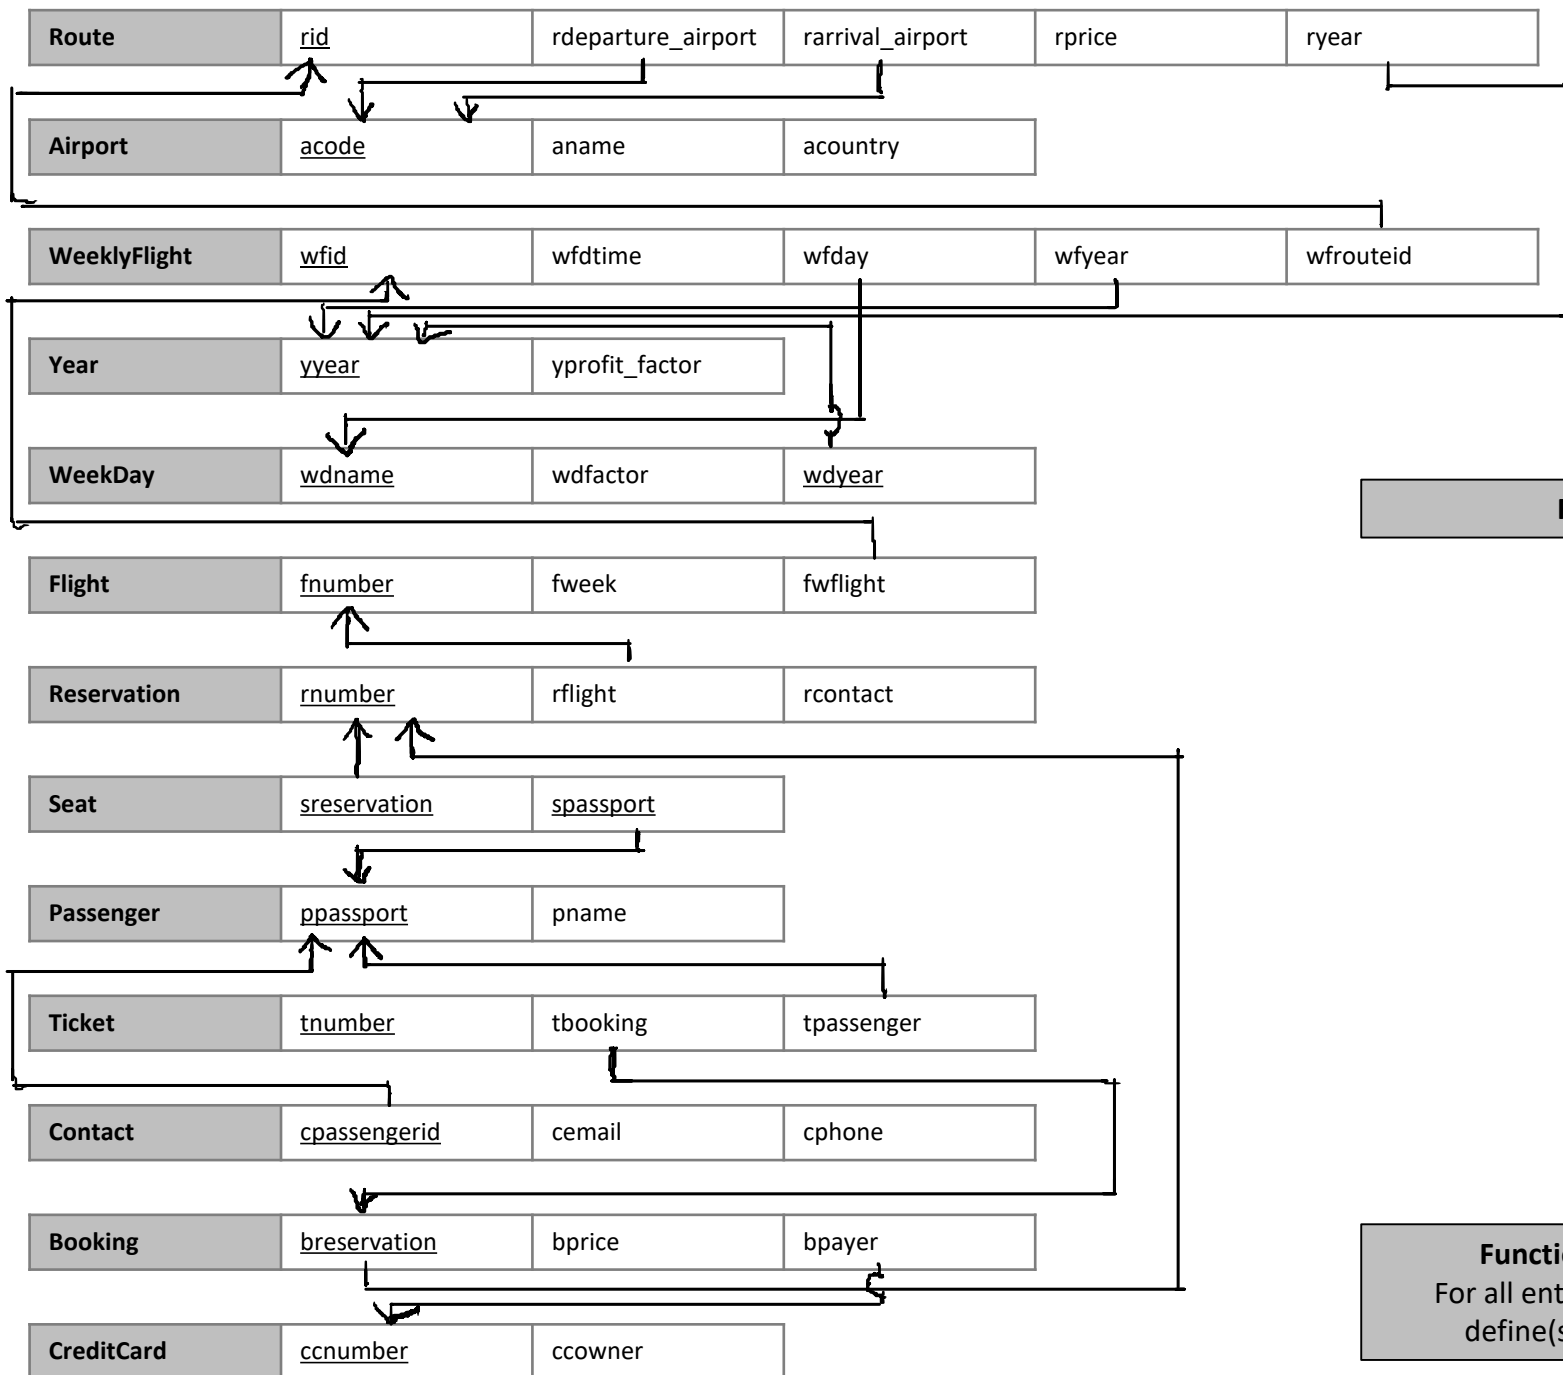 Route rid rdeparture_airport rarrival_airport rprice ryear
Airport acode aname acountry
WeeklyFlight wfid wfdtime wfday wfyear wfrouteid
Year yyear yprofit_factor
WeekDay wdname wdfactor wdyear
Flight fnumber fweek fwflight
Reservation rnumber rflight rcontact
Seat sreservation spassport
Passenger ppassport pname
Ticket tnumber tbooking tpassenger
Contact cpassengerid cemail cphone
Booking breservation bprice bpayer
For all
CreditCard ccnumber ccowner